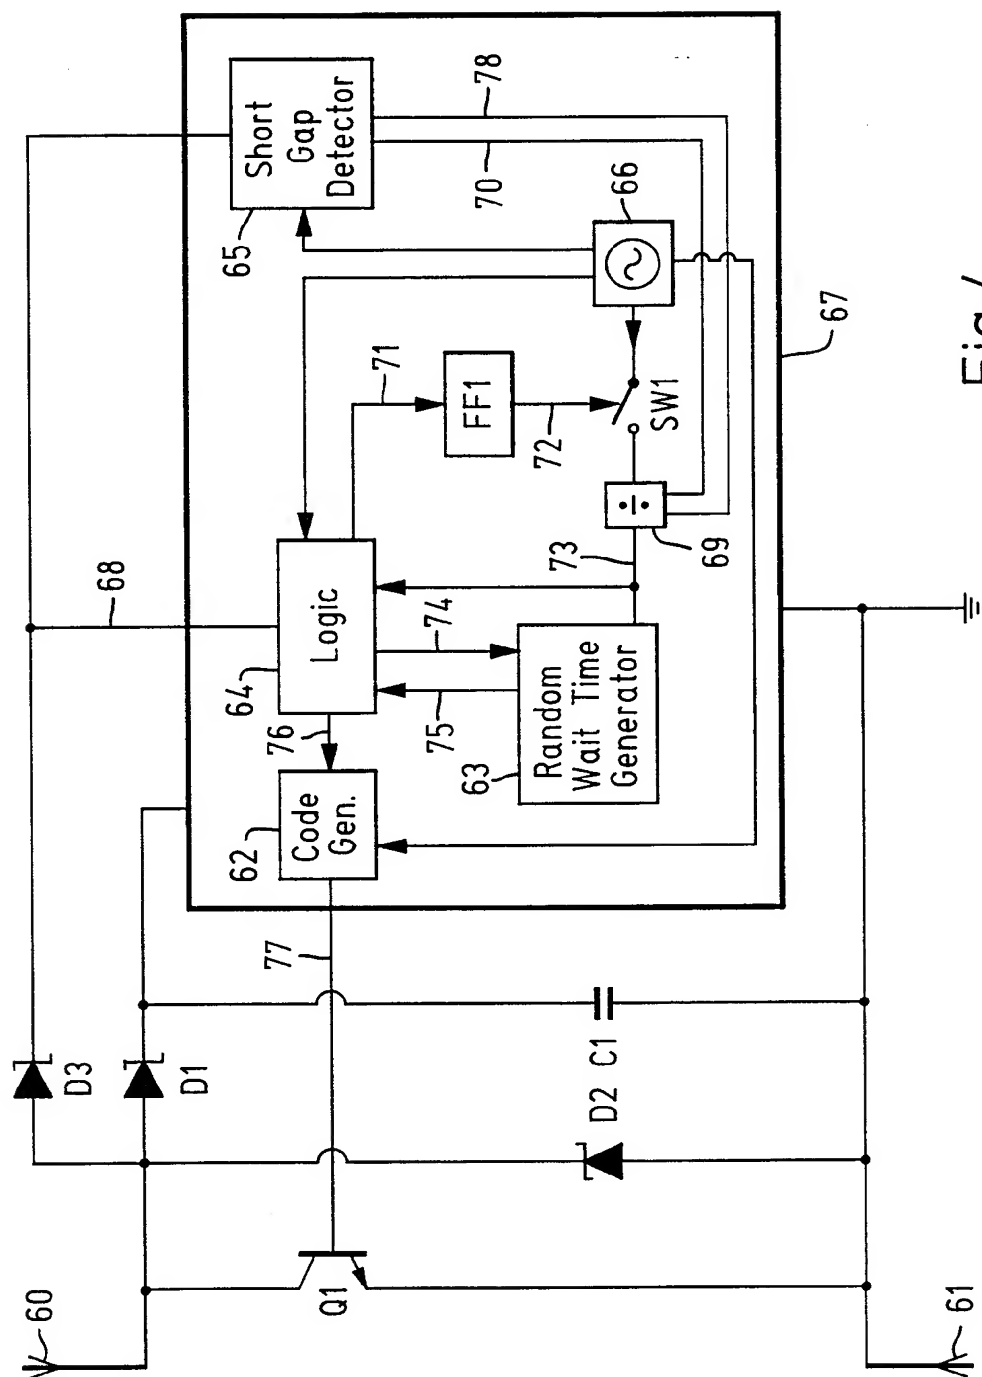 60
D3
68
D1
62
64
65
76
77
Code
Gen.
Logic
Short
Gap
Detector
Q1
71
75
74
63
FF1
70
78
72
Random
Wait Time
Generator
73
D2
C1
66
SW1
69
67
61
Fig